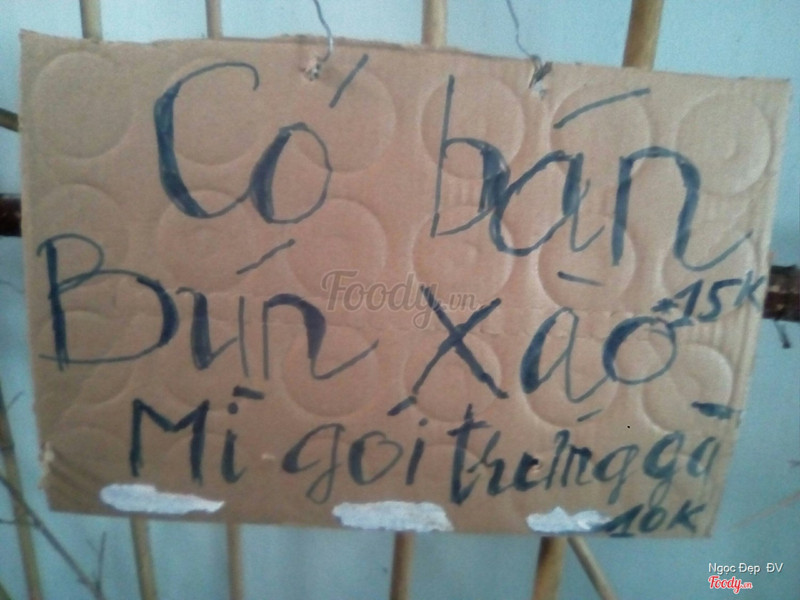 Có bán
Bún xào 15K
Foody.vn
Mì gói trứng gà
10K
Ngọc Đẹp ĐV
Foody.vn